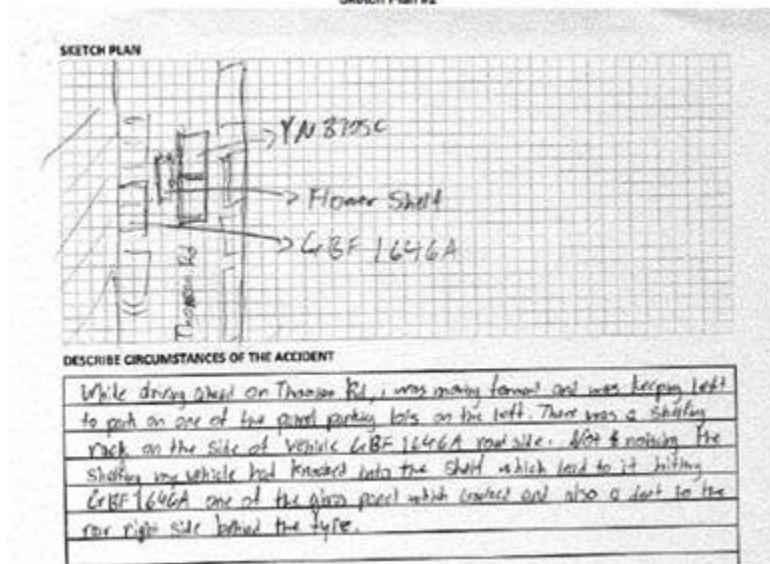 Sketch Plan #2
SKETCH PLAN
Flower Shelf
GBF 1646A
Thomson Rd
DESCRIBE CIRCUMSTANCES OF THE ACCIDENT
While driving ahead on Thomson Rd, i was moving forward and was keeping left
to park on one of the parking lots on the left. There was a shelfing
rack on the side of vehicle GBF 1646A road side. Not noticing the
shelfing my vehicle had knocked into the shelf which lead to it hitting
GBF 1646A one of the glass panel which cracked and also a dent to the
rear right side behind the tyre.